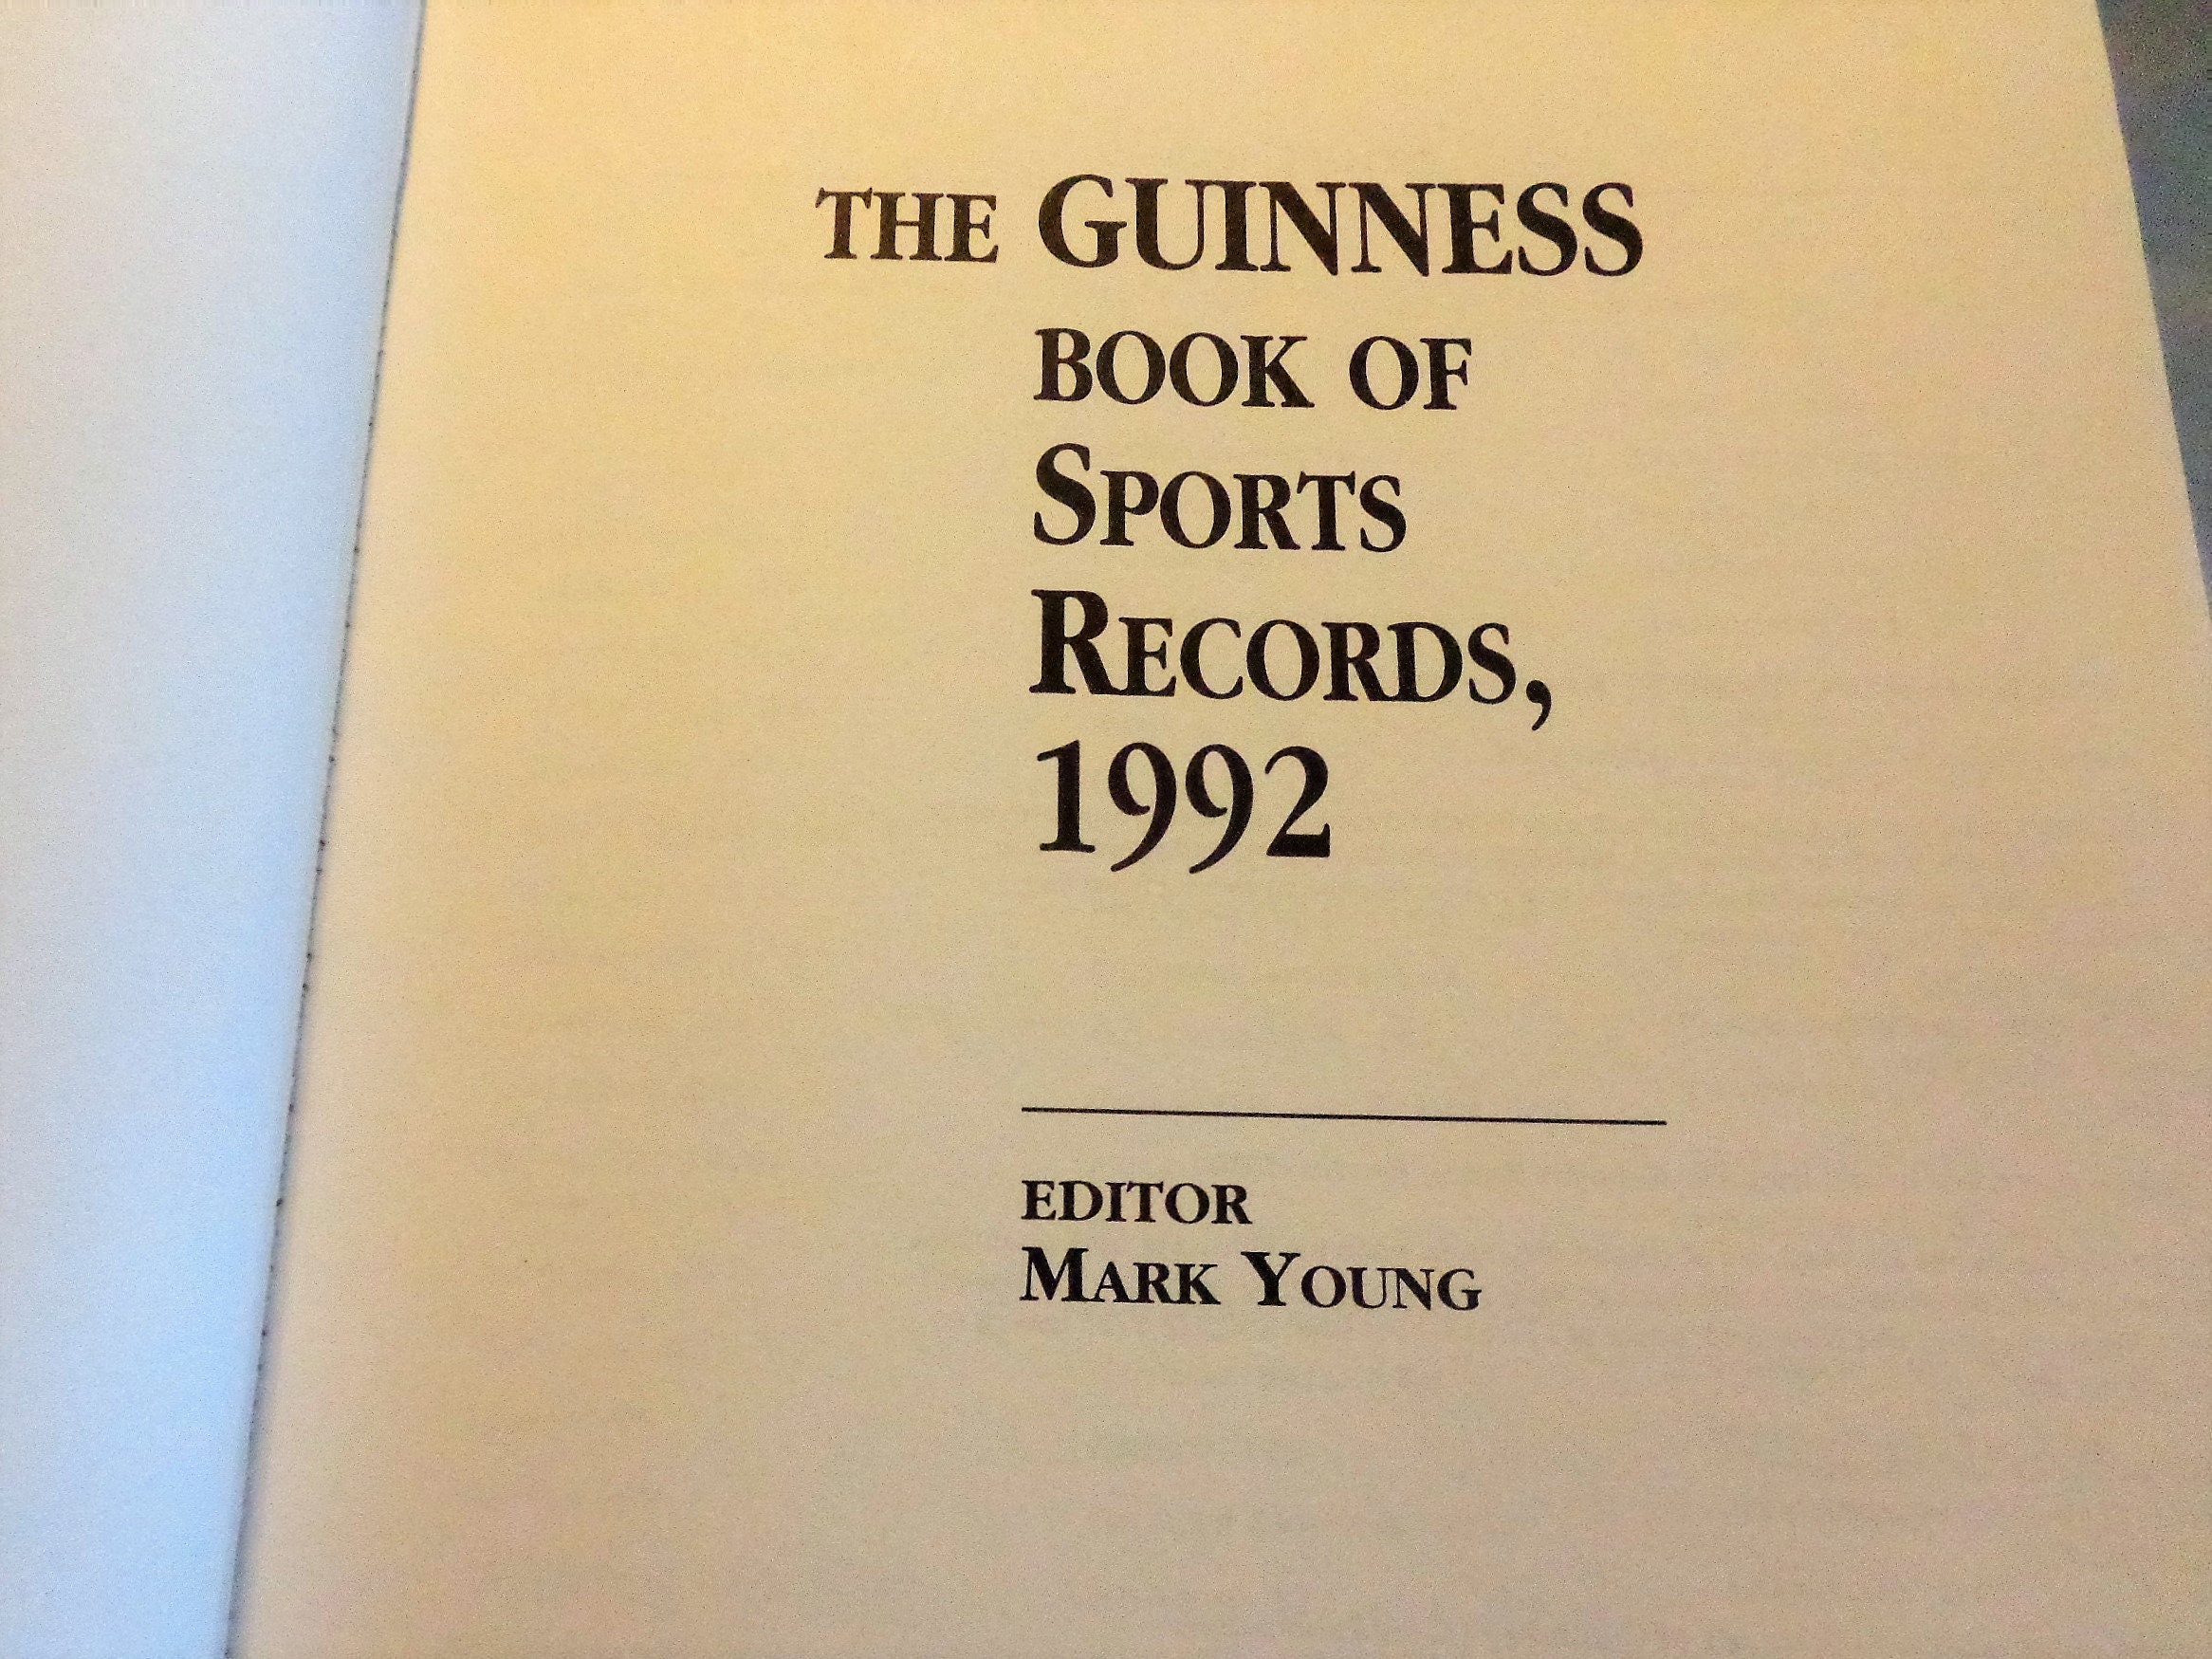 THE GUINNESS
BOOK OF
SPORTS
RECORDS,
1992
EDITOR
MARK YOUNG